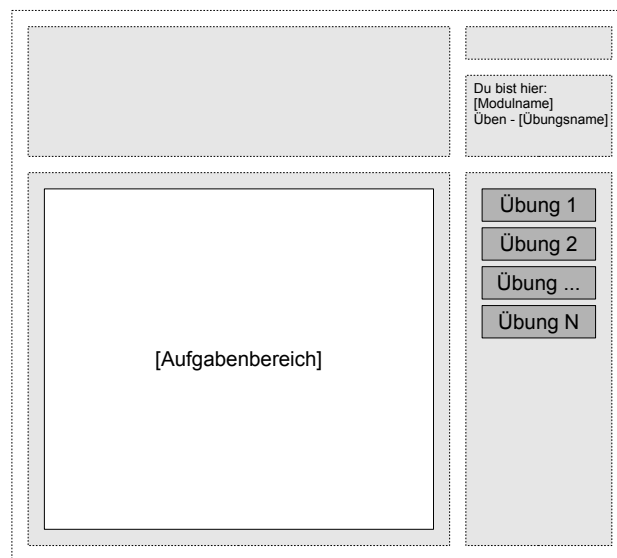 Du bist hier:
[Modulname]
Üben - [Übungsname]
Übung 1
Übung 2
Übung ...
Übung N
[Aufgabenbereich]